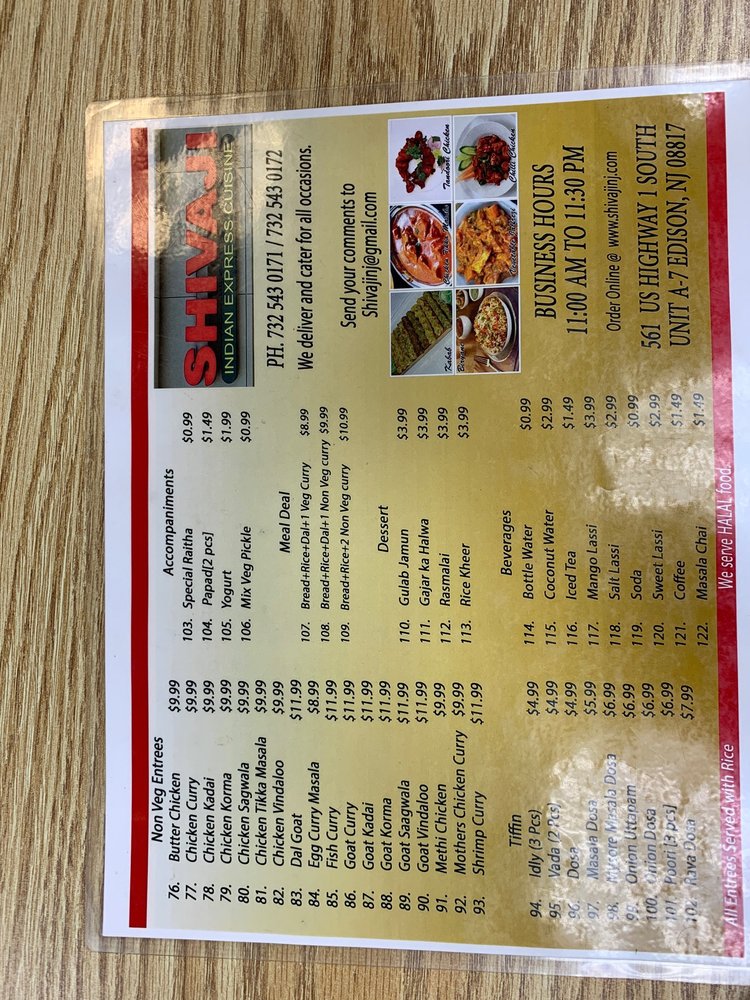 Non Veg Entrees
76. Butter Chicken $9.99
77. Chicken Curry $9.99
78. Chicken Kadai $9.99
79. Chicken Korma $9.99
80. Chicken Sagwala $9.99
81. Chicken Tikka Masala $9.99
82. Chicken Vindaloo $9.99
83. Dal Goat $11.99
84. Egg Curry Masala $8.99
85. Fish Curry $11.99
86. Goat Curry $11.99
87. Goat Kadai $11.99
88. Goat Korma $11.99
89. Goat Saagwala $11.99
90. Goat Vindaloo $11.99
91. Methi Chicken $9.99
92. Mothers Chicken Curry $9.99
93. Shrimp Curry $11.99
Tiffin
94. Idly [3 Pcs] $4.99
95. Vada [2 Pcs] $4.99
96. Dosa $4.99
97. Masala Dosa $5.99
98. Mysore Masala Dosa $6.99
99. Onion Uttapam $6.99
100. Onion Dosa $6.99
101. Poori [3 pcs] $6.99
102. Rava Dosa $7.99
Accompaniments
103. Special Raitha $0.99
104. Papad[2 pcs] $1.49
105. Yogurt $1.99
106. Mix Veg Pickle $0.99
Meal Deal
107. Bread+Rice+Dal+1 Veg Curry $8.99
108. Bread+Rice+Dal+1 Non Veg curry $9.99
109. Bread+Rice+2 Non Veg curry $10.99
Dessert
110. Gulab Jamun $3.99
111. Gajar ka Halwa $3.99
112. Rasmalai $3.99
113. Rice Kheer $3.99
Beverages
114. Bottle Water $0.99
115. Coconut Water $2.99
116. Iced Tea $1.49
117. Mango Lassi $3.99
118. Salt Lassi $2.99
119. Soda $0.99
120. Sweet Lassi $2.99
121. Coffee $1.49
122. Masala Chai $1.49
SHIVAJI
INDIAN EXPRESS CUISINE
PH. 732 543 0171 / 732 543 0172
We deliver and cater for all occasions.
Send your comments to
Shivajinj@gmail.com
Kabab
Tandoori Chicken
Biryani
Chilli Chicken
BUSINESS HOURS
11:00 AM TO 11:30 PM
Order Online @ www.shivajinj.com
561 US HIGHWAY 1 SOUTH
UNIT A-7 EDISON, NJ 08817
All Entrees Served with Rice
We serve HALAL food.